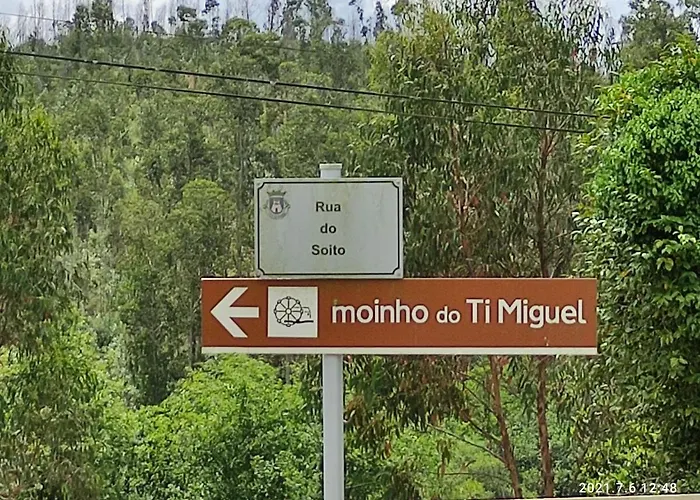 Rua
do
Soito
moinho do Ti Miguel
2021.7.6 12:48